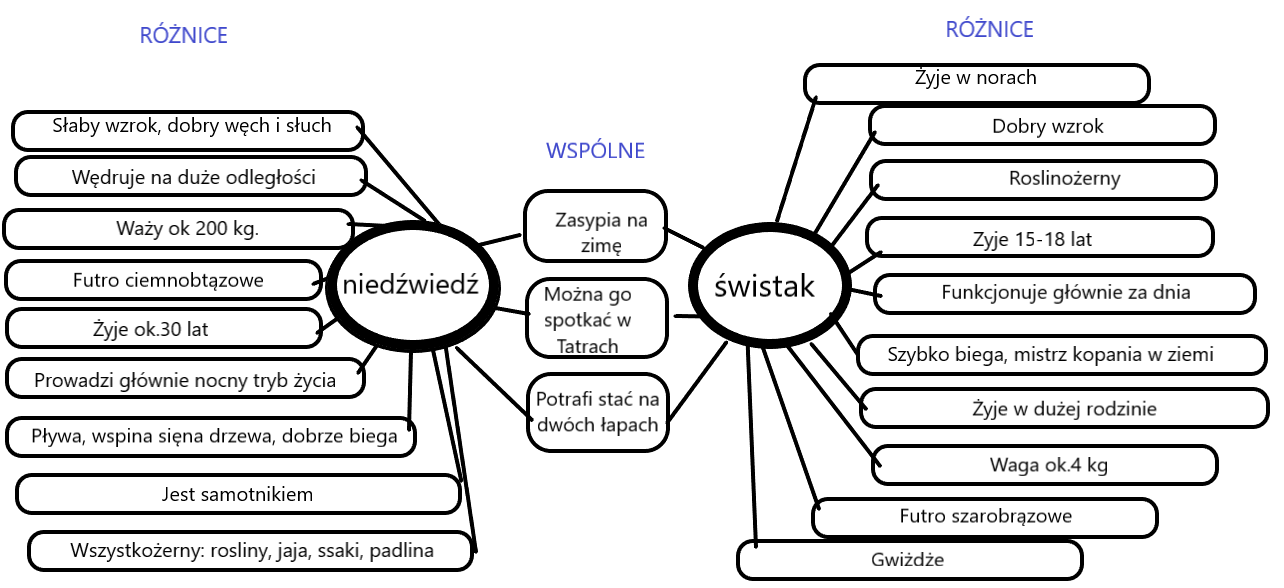 RÓŻNICE
Słaby wzrok, dobry węch i słuch
Wędruje na duże odległości
Waży ok 200 kg.
Futro ciemnobtązowe
Żyje ok.30 lat
Prowadzi głównie nocny tryb życia
Pływa, wspina sięna drzewa, dobrze biega
Jest samotnikiem
Wszystkożerny: rosliny, jaja, ssaki, padlina
niedźwiedź
WSPÓLNE
Zasypia na
zimę
Można go
spotkać w
Tatrach
Potrafi stać na
dwóch łapach
świstak
RÓŻNICE
Żyje w norach
Dobry wzrok
Roslinożerny
Zyje 15-18 lat
Funkcjonuje głównie za dnia
Szybko biega, mistrz kopania w ziemi
Żyje w dużej rodzinie
Waga ok.4 kg
Futro szarobrązowe
Gwiżdże